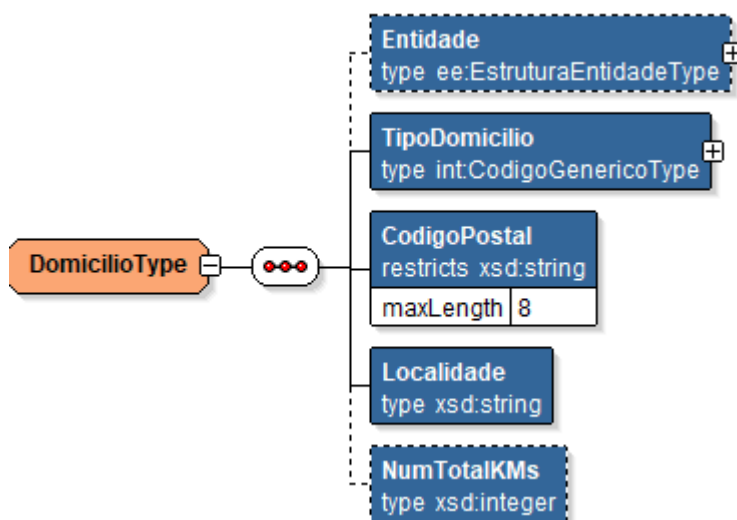 Entidade
type ee:EstruturaEntidadeType
TipoDomicilio
type int:CodigoGenericoType
DomicilioType
CodigoPostal
restricts xsd:string
maxLength 8
Localidade
type xsd:string
NumTotalKMs
type xsd:integer